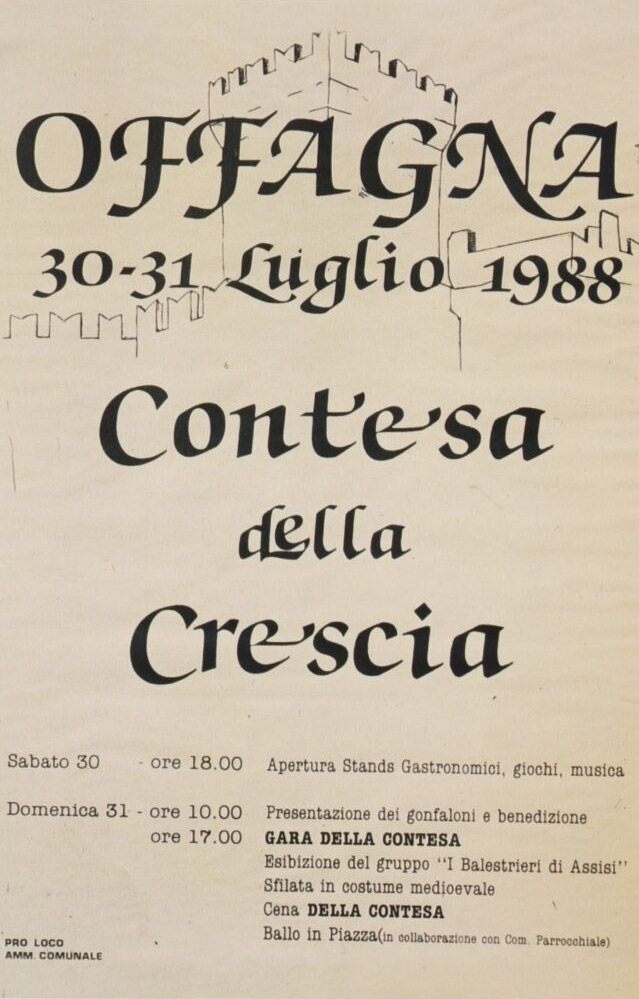 OFFAGNA
30-31 Luglio 1988
Contesa
della
Crescia
Sabato 30 - ore 18.00 Apertura Stands Gastronomici, giochi, musica
Domenica 31 - ore 10.00 Presentazione dei gonfaloni e benedizione
ore 17.00 GARA DELLA CONTESA
Esibizione del gruppo "I Balestrieri di Assisi"
Sfilata in costume medioevale
Cena DELLA CONTESA
Ballo in Piazza(in collaborazione con Com. Parrocchiale)
PRO LOCO
AMM. COMUNALE